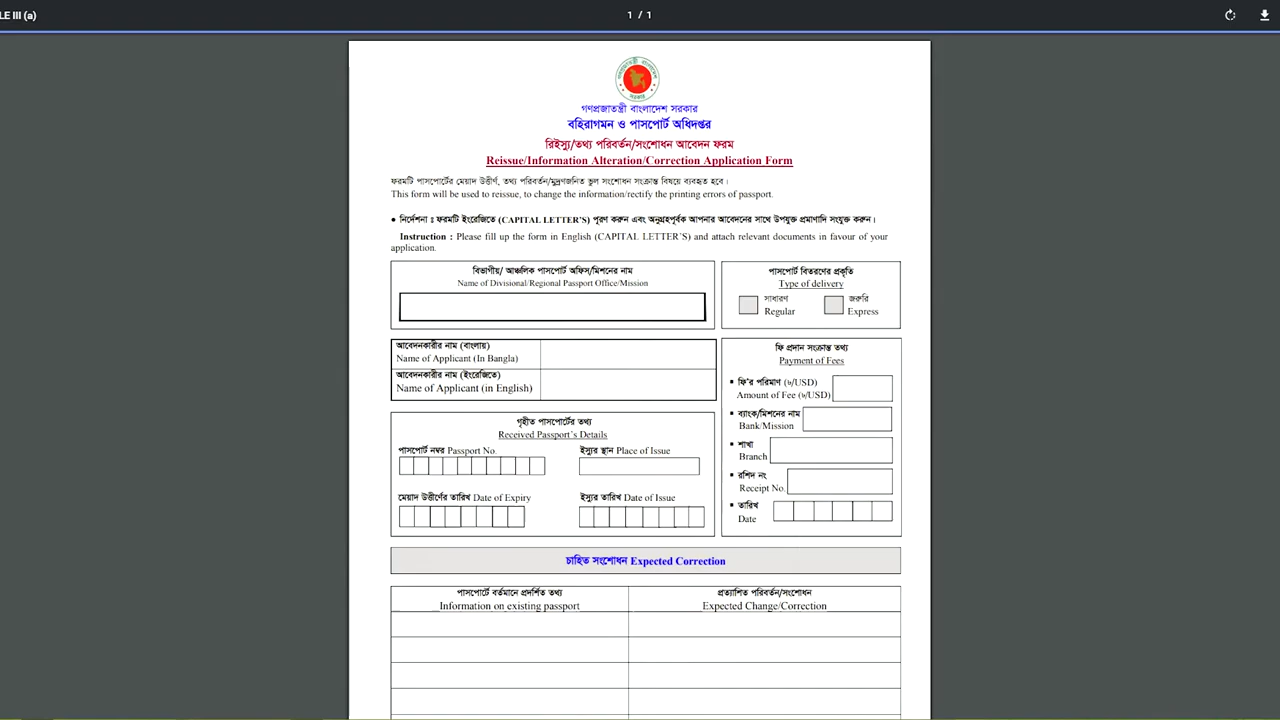 LE III (a)
1 / 1
গণপ্রজাতন্ত্রী বাংলাদেশ সরকার
বহিরাগমন ও পাসপোর্ট অধিদপ্তর
রিইস্যু/তথ্য পরিবর্তন/সংশোধন আবেদন ফরম
Reissue/Information Alteration/Correction Application Form
ফরমটি পাসপোর্টের মেয়াদ উত্তীর্ণ, তথ্য পরিবর্তন/মুদ্রণজনিত ভুল সংশোধন সংক্রান্ত বিষয়ে ব্যবহৃত হবে।
This form will be used to reissue, to change the information/rectify the printing errors of passport.
• নির্দেশনা : ফরমটি ইংরেজিতে (CAPITAL LETTER'S) পূরণ করুন এবং অনুগ্রহপূর্বক আপনার আবেদনের সাথে উপযুক্ত প্রমাণাদি সংযুক্ত করুন।
Instruction : Please fill up the form in English (CAPITAL LETTER'S) and attach relevant documents in favour of your
application.
বিভাগীয়/ আঞ্চলিক পাসপোর্ট অফিস/মিশনের নাম
Name of Divisional/Regional Passport Office/Mission
পাসপোর্ট বিতরণের প্রকৃতি
Type of delivery
সাধারণ
Regular
জরুরি
Express
আবেদনকারীর নাম (বাংলায়)
Name of Applicant (In Bangla)
আবেদনকারীর নাম (ইংরেজিতে)
Name of Applicant (in English)
ফি প্রদান সংক্রান্ত তথ্য
Payment of Fees
▪ ফি'র পরিমাণ (৳/USD)
Amount of Fee (৳/USD)
▪ ব্যাংক/মিশনের নাম
Bank/Mission
▪ শাখা
Branch
▪ রশিদ নং
Receipt No.
▪ তারিখ
Date
গৃহীত পাসপোর্টের তথ্য
Received Passport's Details
পাসপোর্ট নম্বর Passport No.
ইস্যুর স্থান Place of Issue
মেয়াদ উত্তীর্ণের তারিখ Date of Expiry
ইস্যুর তারিখ Date of Issue
চাহিত সংশোধন Expected Correction
পাসপোর্টে বর্তমানে প্রদর্শিত তথ্য
Information on existing passport
প্রত্যাশিত পরিবর্তন/সংশোধন
Expected Change/Correction